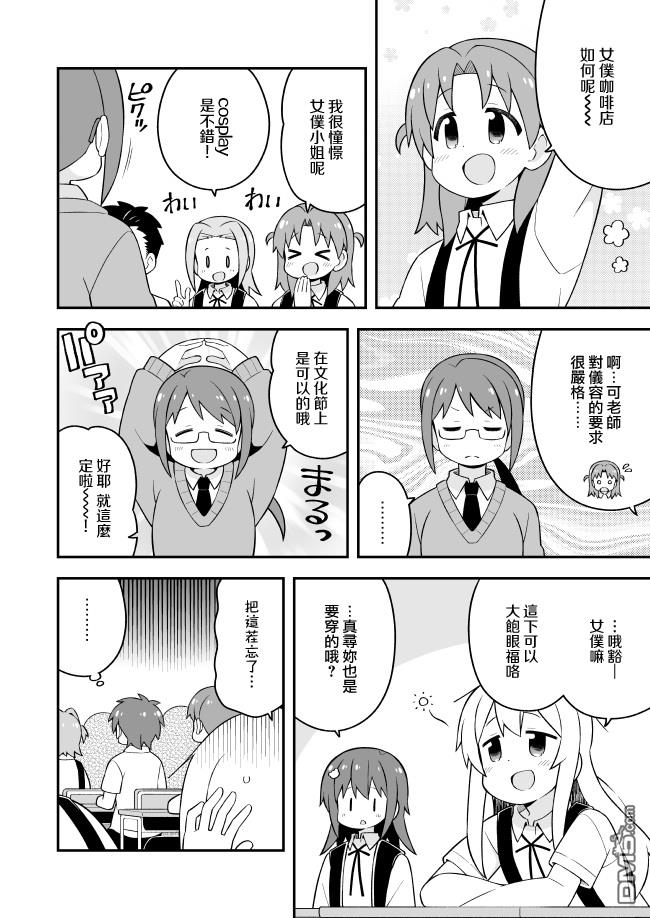 女僕咖啡店
如何呢~~~
我很憧憬
女僕小姐呢
cosplay
是不錯！
ピクッ
わい
わい
啊…可老師
對儀容的要求
很嚴格……
………
在文化節上
是可以的哦
まるっ
パアァァ
好耶 就這麼
定啦~~~！
…哦豁—
女僕嘛
這下可以
大飽眼福咯
…真尋妳也是
要穿的哦？
把這茬忘了…
………
DM5.com